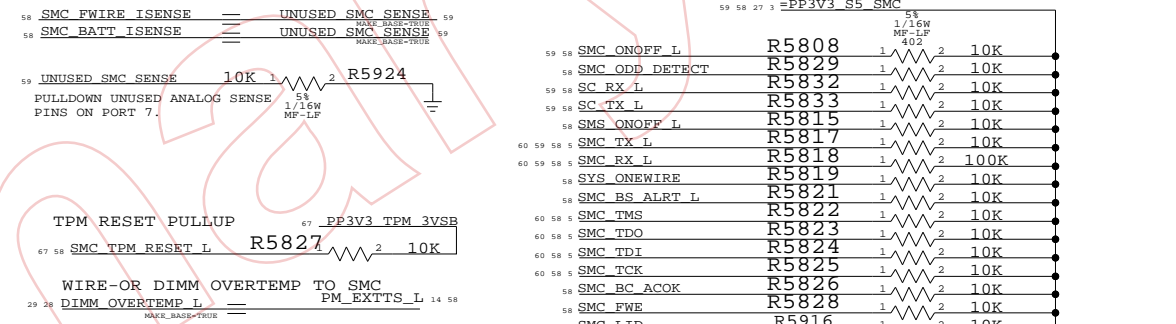 58 SMC_FWIRE_ISENSE UNUSED_SMC_SENSE 59
MAKE_BASE=TRUE
58 SMC_BATT_ISENSE UNUSED_SMC_SENSE 59
MAKE_BASE=TRUE
59 UNUSED_SMC_SENSE 10K 1 2 R5924
5%
1/16W
MF-LF
PULLDOWN UNUSED ANALOG SENSE
PINS ON PORT 7.
TPM RESET PULLUP 67 PP3V3_TPM_3VSB
67 58 SMC_TPM_RESET_L R5827 1 2 10K
WIRE-OR DIMM OVERTEMP TO SMC
29 28 DIMM_OVERTEMP_L PM_EXTTS_L 14 58
MAKE_BASE=TRUE
59 58 27 3 =PP3V3_S5_SMC
5%
1/16W
MF-LF
402
59 58 SMC_ONOFF_L R5808 1 2 10K
58 SMC_ODD_DETECT R5829 1 2 10K
59 58 SC_RX_L R5832 1 2 10K
59 58 SC_TX_L R5833 1 2 10K
58 SMS_ONOFF_L R5815 1 2 10K
60 59 58 5 SMC_TX_L R5817 1 2 10K
60 59 58 5 SMC_RX_L R5818 1 2 100K
58 SYS_ONEWIRE R5819 1 2 10K
58 SMC_BS_ALRT_L R5821 1 2 10K
60 58 5 SMC_TMS R5822 1 2 10K
60 58 5 SMC_TDO R5823 1 2 10K
60 58 5 SMC_TDI R5824 1 2 10K
60 58 5 SMC_TCK R5825 1 2 10K
58 SMC_BC_ACOK R5826 1 2 10K
58 SMC_FWE R5828 1 2 10K
SMC_LID R5916